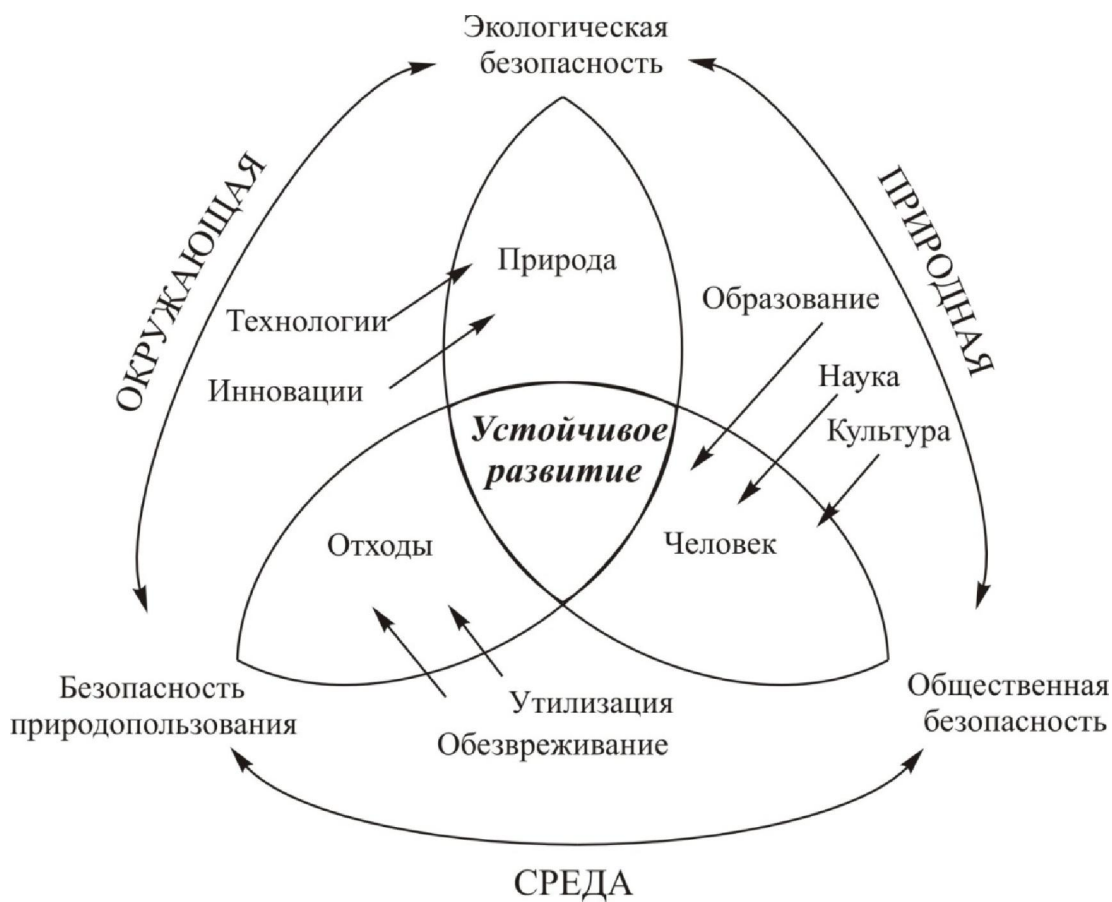 Экологическая
безопасность
ОКРУЖАЮЩАЯ
ПРИРОДНАЯ
Природа
Технологии
Инновации
Образование
Наука
Культура
Устойчивое
развитие
Отходы
Человек
Утилизация
Обезвреживание
Безопасность
природопользования
Общественная
безопасность
СРЕДА